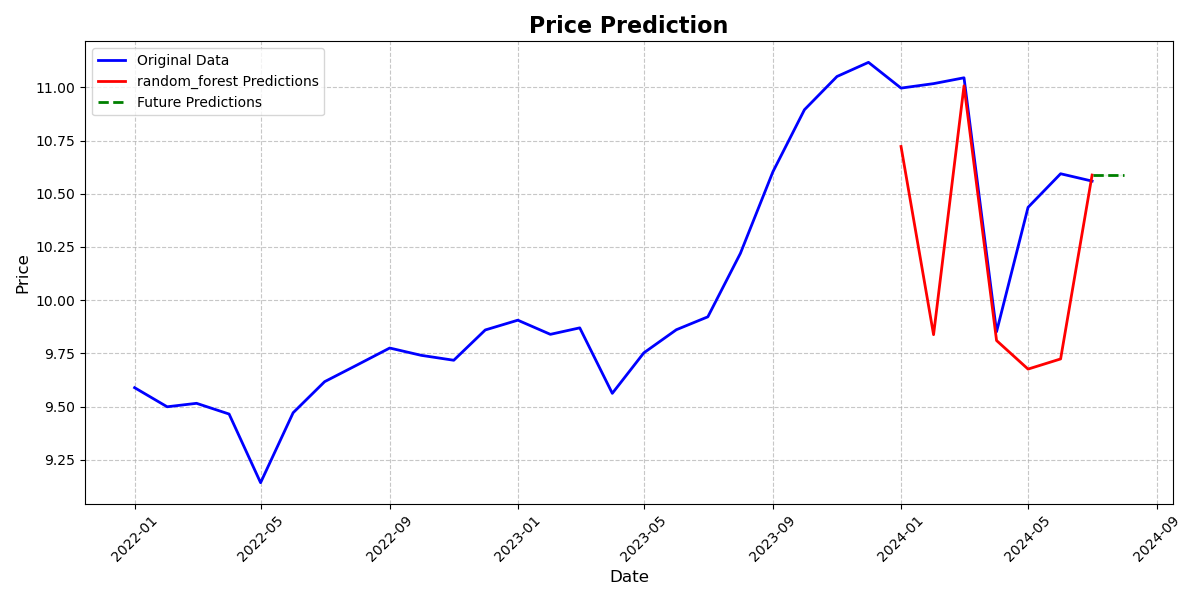 Price Prediction
Original Data
random_forest Predictions
Future Predictions
Price
11.00
10.75
10.50
10.25
10.00
9.75
9.50
9.25
2022-01
2022-05
2022-09
2023-01
2023-05
2023-09
2024-01
2024-05
2024-09
Date